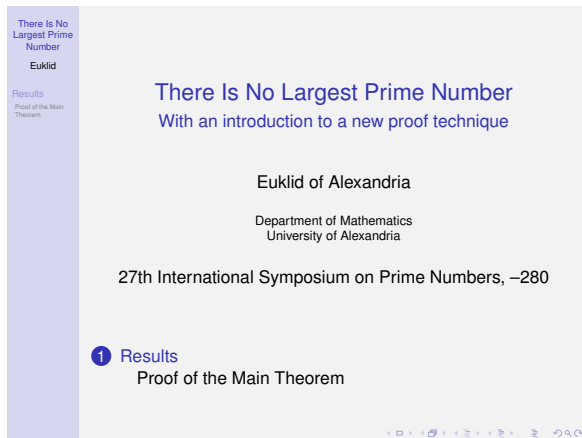 There Is No
Largest Prime
Number
Euklid
Results
Proof of the Main
Theorem
There Is No Largest Prime Number
With an introduction to a new proof technique
Euklid of Alexandria
Department of Mathematics
University of Alexandria
27th International Symposium on Prime Numbers, –280
1 Results
Proof of the Main Theorem